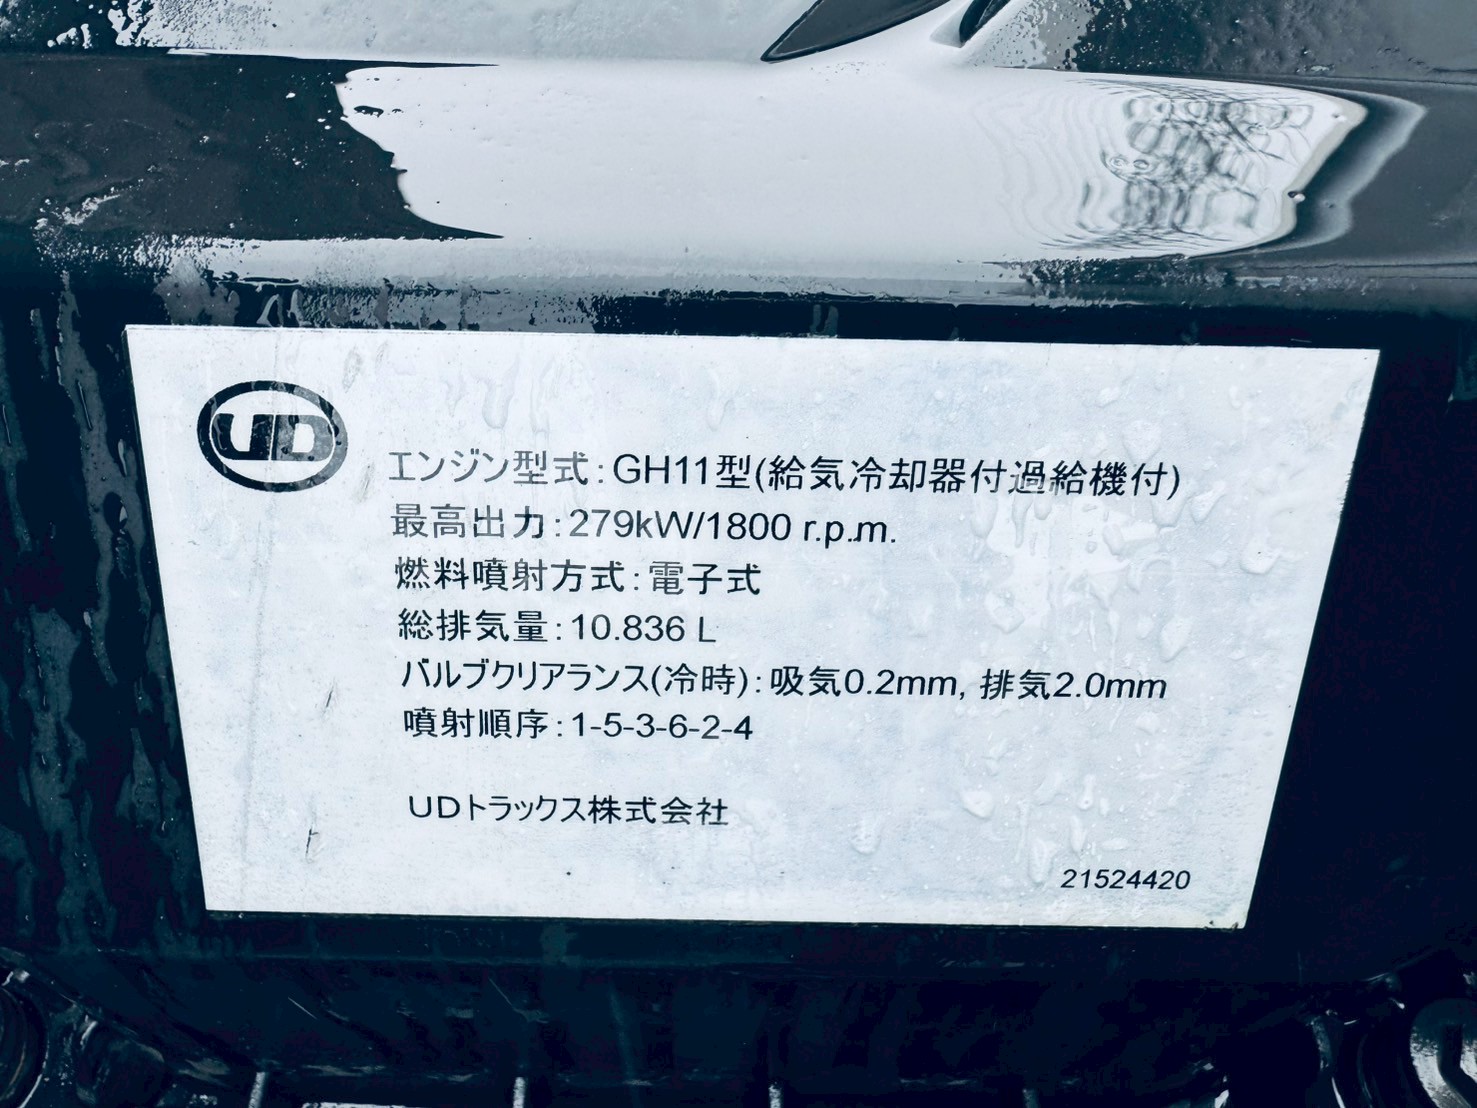 UD
エンジン型式:GH11型(給気冷却器付過給機付)
最高出力:279kW/1800 r.p.m.
燃料噴射方式:電子式
総排気量:10.836 L
バルブクリアランス(冷時):吸気0.2mm, 排気2.0mm
噴射順序:1-5-3-6-2-4
UDトラックス株式会社
21524420